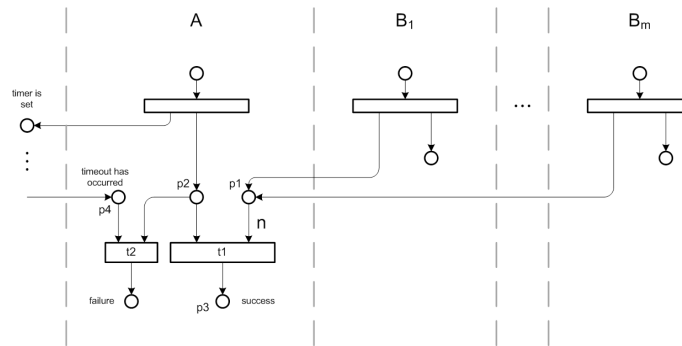 A
B1
Bm
timer is
set
...
timeout has
occurred
p4
p2
p1
n
t2
t1
failure
p3
success